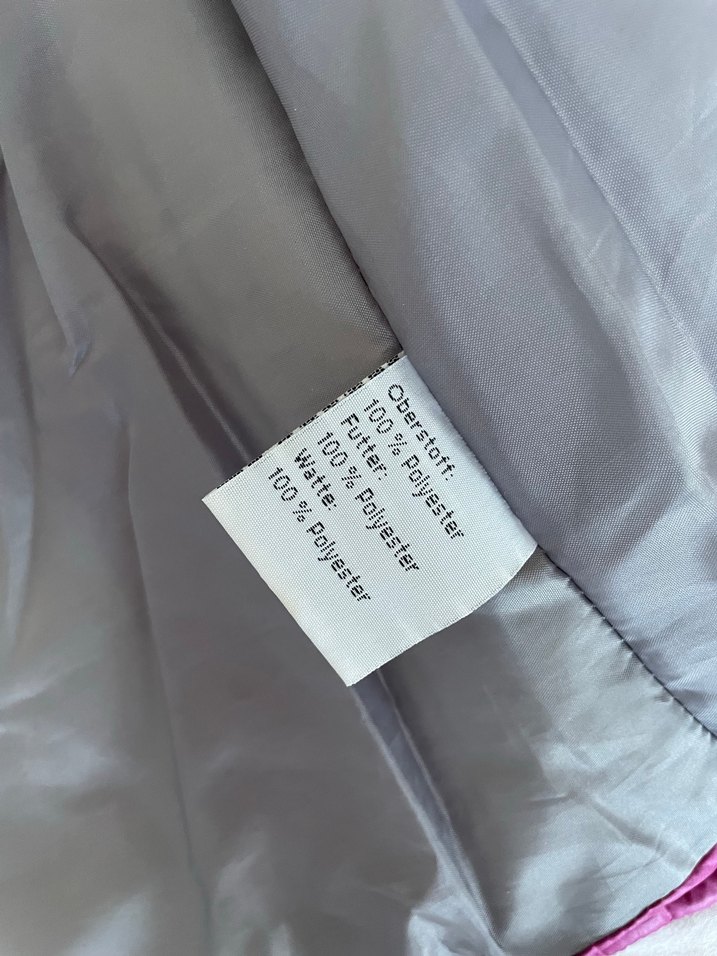 Oberstoff:
100 % Polyester
Futter:
100 % Polyester
Watte:
100 % Polyester